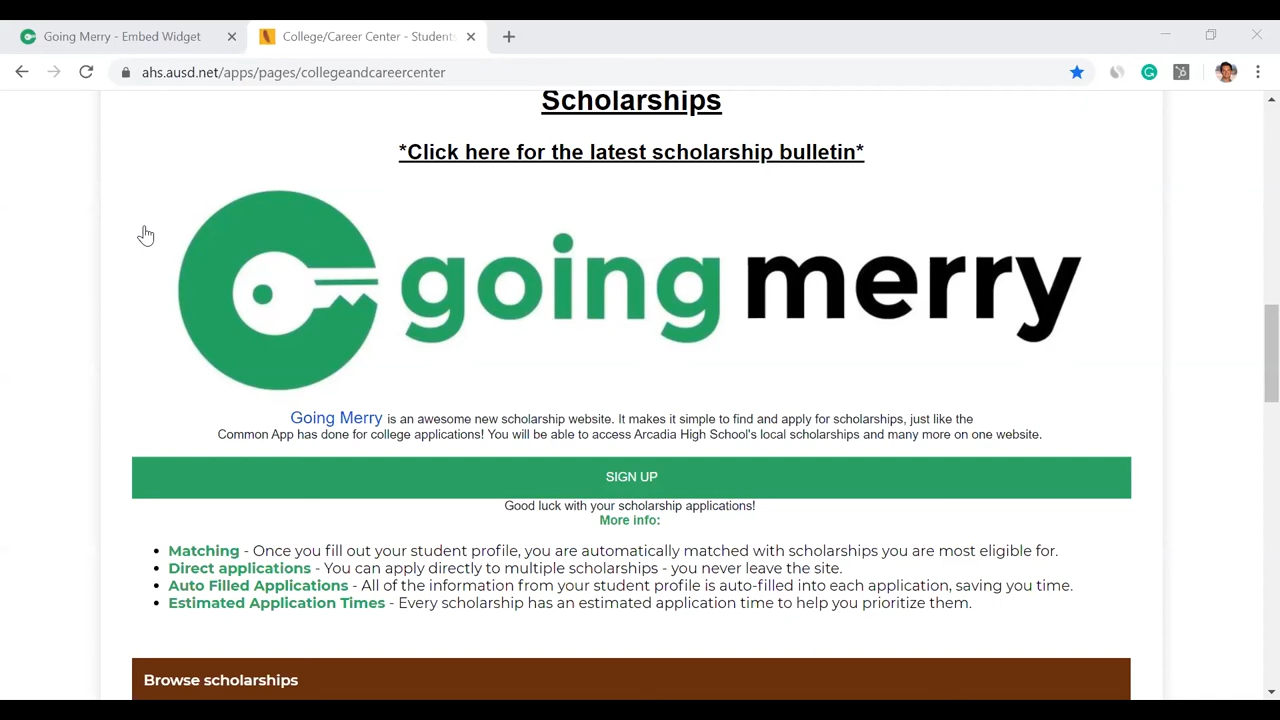 Going Merry - Embed Widget
College/Career Center - Students
ahs.ausd.net/apps/pages/collegeandcareercenter
Scholarships
*Click here for the latest scholarship bulletin*
going merry
Going Merry is an awesome new scholarship website. It makes it simple to find and apply for scholarships, just like the
Common App has done for college applications! You will be able to access Arcadia High School's local scholarships and many more on one website.
SIGN UP
Good luck with your scholarship applications!
More info:
• Matching - Once you fill out your student profile, you are automatically matched with scholarships you are most eligible for.
• Direct applications - You can apply directly to multiple scholarships - you never leave the site.
• Auto Filled Applications - All of the information from your student profile is auto-filled into each application, saving you time.
• Estimated Application Times - Every scholarship has an estimated application time to help you prioritize them.
Browse scholarships